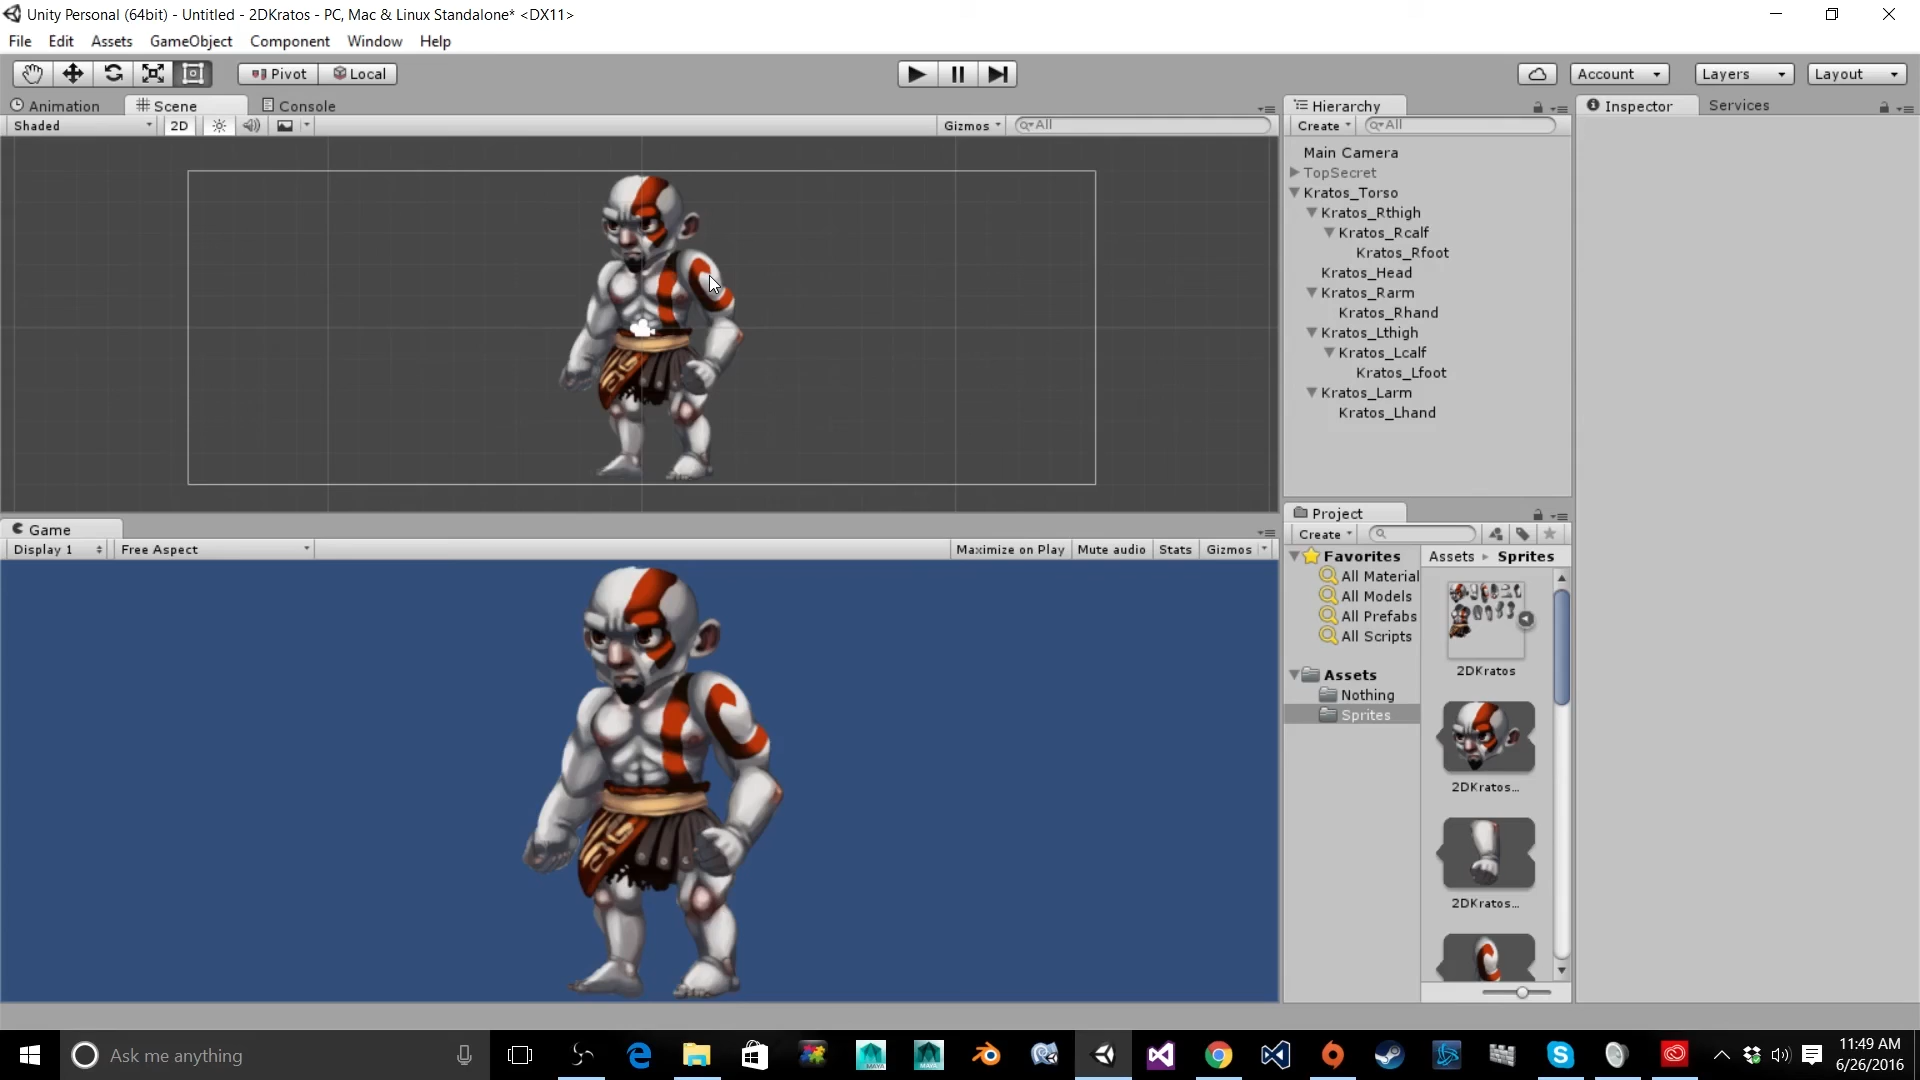 Unity Personal (64bit) - Untitled - 2DKratos - PC, Mac & Linux Standalone* <DX11>
File Edit Assets GameObject Component Window Help
Pivot Local
Account Layers Layout
Animation Scene Console
Shaded 2D Gizmos All
Hierarchy
Create All
Main Camera
TopSecret
Kratos_Torso
Kratos_Rthigh
Kratos_Rcalf
Kratos_Rfoot
Kratos_Head
Kratos_Rarm
Kratos_Rhand
Kratos_Lthigh
Kratos_Lcalf
Kratos_Lfoot
Kratos_Larm
Kratos_Lhand
Inspector Services
Game
Display 1 Free Aspect Maximize on Play Mute audio Stats Gizmos
Project
Create
Favorites
All Material
All Models
All Prefabs
All Scripts
Assets
Nothing
Sprites
Assets Sprites
2DKratos
2DKratos...
2DKratos...
Ask me anything
MAYA
MAYA
11:49 AM
6/26/2016